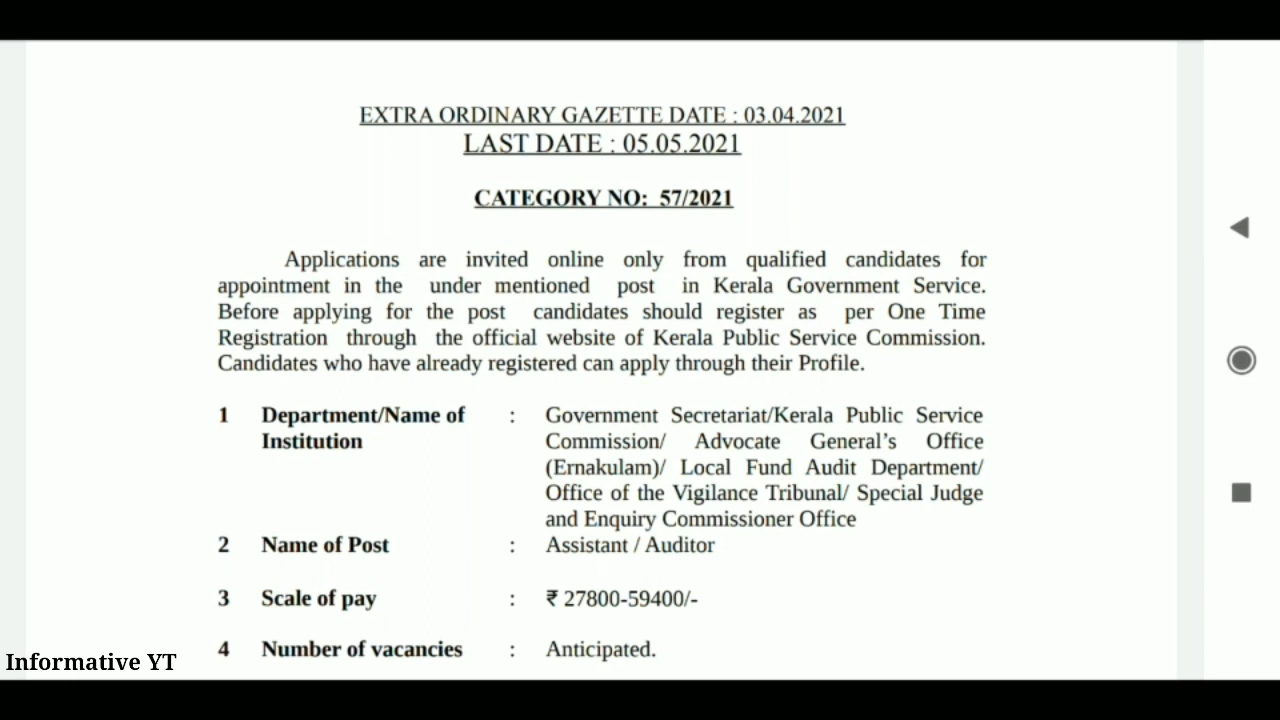 EXTRA ORDINARY GAZETTE DATE : 03.04.2021
LAST DATE : 05.05.2021
CATEGORY NO: 57/2021
Applications are invited online only from qualified candidates for
appointment in the under mentioned post in Kerala Government Service.
Before applying for the post candidates should register as per One Time
Registration through the official website of Kerala Public Service Commission.
Candidates who have already registered can apply through their Profile.
1 Department/Name of : Government Secretariat/Kerala Public Service
Institution Commission/ Advocate General’s Office
(Ernakulam)/ Local Fund Audit Department/
Office of the Vigilance Tribunal/ Special Judge
and Enquiry Commissioner Office
2 Name of Post : Assistant / Auditor
3 Scale of pay : ₹ 27800-59400/-
4 Number of vacancies : Anticipated.
Informative YT